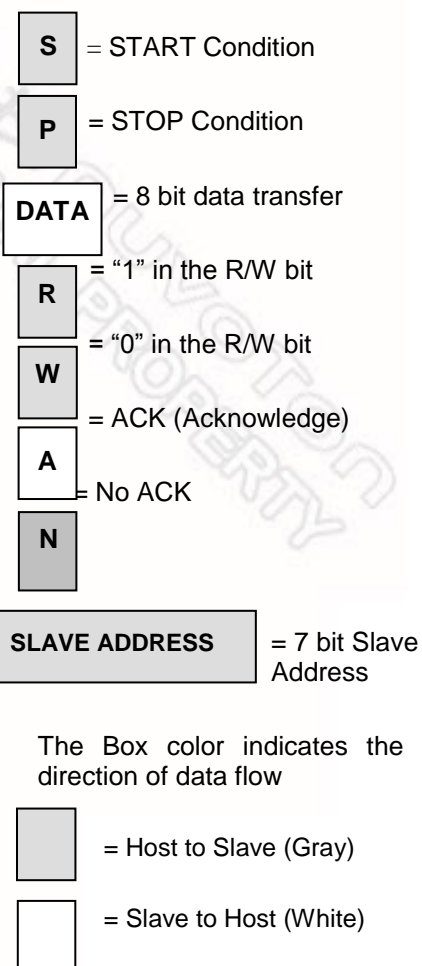 S = START Condition
P = STOP Condition
DATA = 8 bit data transfer
R = “1” in the R/W bit
W = “0” in the R/W bit
A = ACK (Acknowledge)
N = No ACK
SLAVE ADDRESS = 7 bit Slave
Address
The Box color indicates the
direction of data flow
= Host to Slave (Gray)
= Slave to Host (White)
nuvoton
PROPERTY